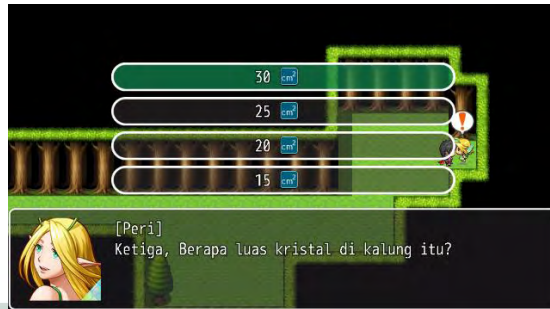 30 cm²
25 cm²
20 cm²
15 cm²
[Peri]
Ketiga, Berapa luas kristal di kalung itu?